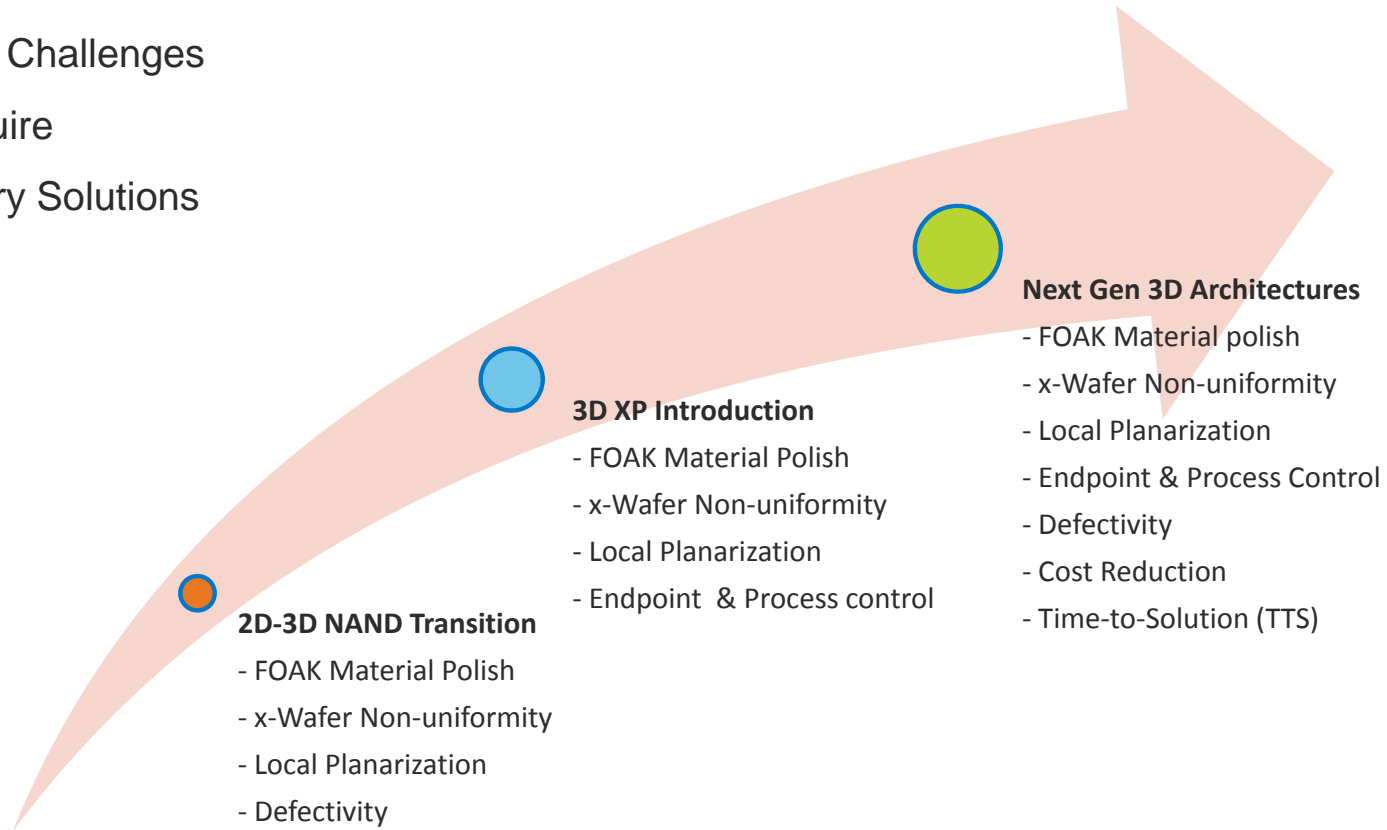 Challenges
uire
ry Solutions
Next Gen 3D Architectures
- FOAK Material polish
- x-Wafer Non-uniformity
- Local Planarization
- Endpoint & Process Control
- Defectivity
- Cost Reduction
- Time-to-Solution (TTS)
3D XP Introduction
- FOAK Material Polish
- x-Wafer Non-uniformity
- Local Planarization
- Endpoint  & Process control
2D-3D NAND Transition
- FOAK Material Polish
- x-Wafer Non-uniformity
- Local Planarization
- Defectivity